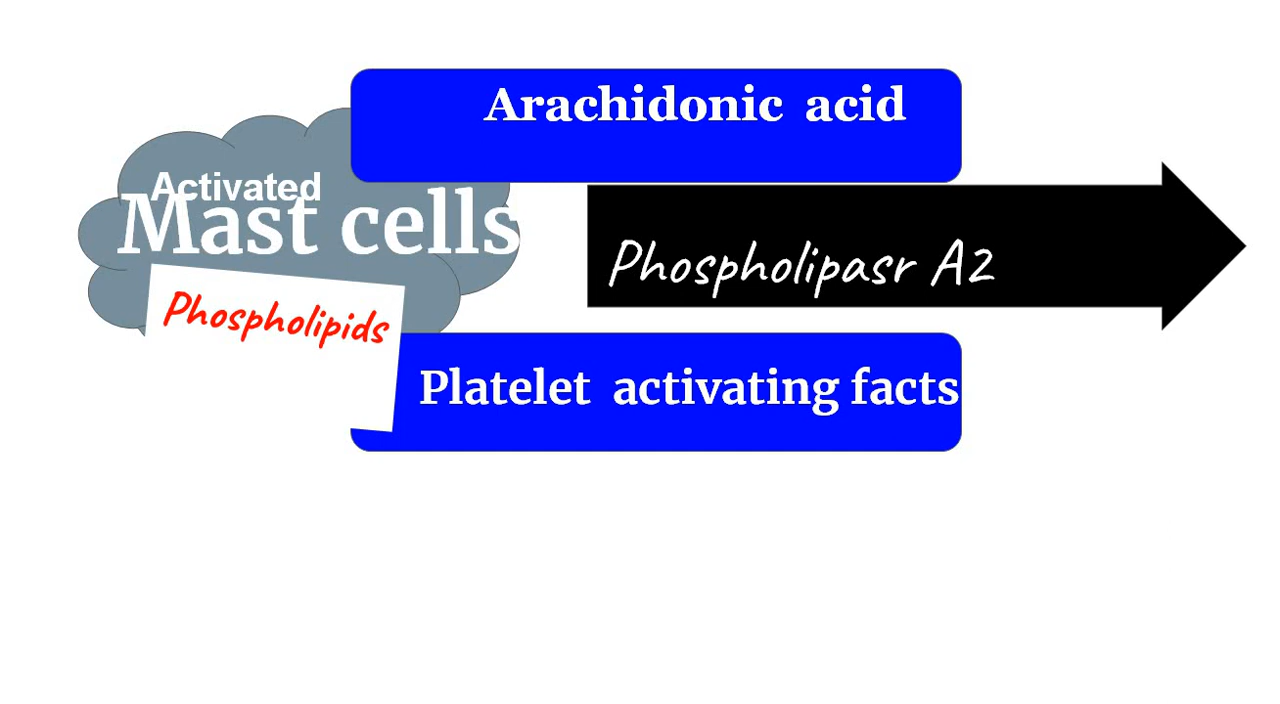 Arachidonic acid
Activated
Mast cells
Phospholipasr A2
Phospholipids
Platelet activating facts